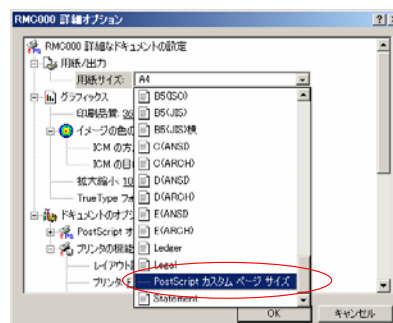 RMC000 詳細オプション
RMC000 詳細なドキュメントの設定
用紙/出力
用紙サイズ: A4
グラフィックス
印刷品質: 36
イメージの色の
ICM の方
ICM の目
拡大縮小: 10
TrueType フォ
ドキュメントのオプシ
PostScript オ
プリンタの機能
レイアウト
プリンタ
B5(ISO)
B5(JIS)
B5(JIS)横
C(ANSI)
C(ARCH)
D(ANSI)
D(ARCH)
E(ANSI)
E(ARCH)
Ledger
Legal
PostScript カスタム ページ サイズ
Statement
OK
キャンセル